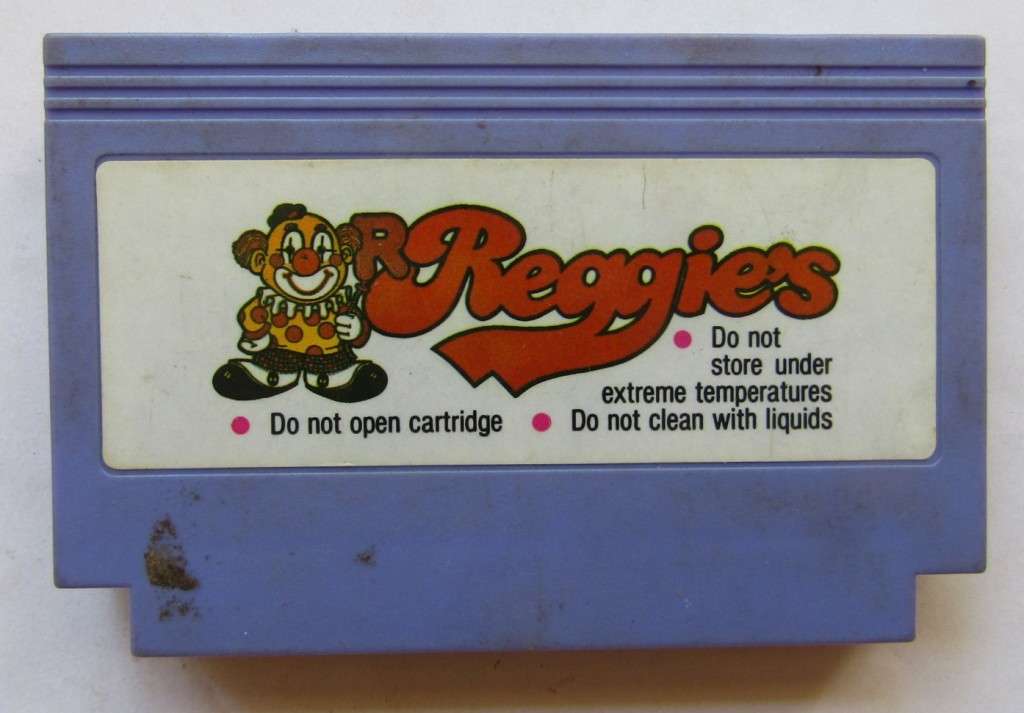 R Reggie's
Do not
store under
extreme temperatures
Do not open cartridge
Do not clean with liquids